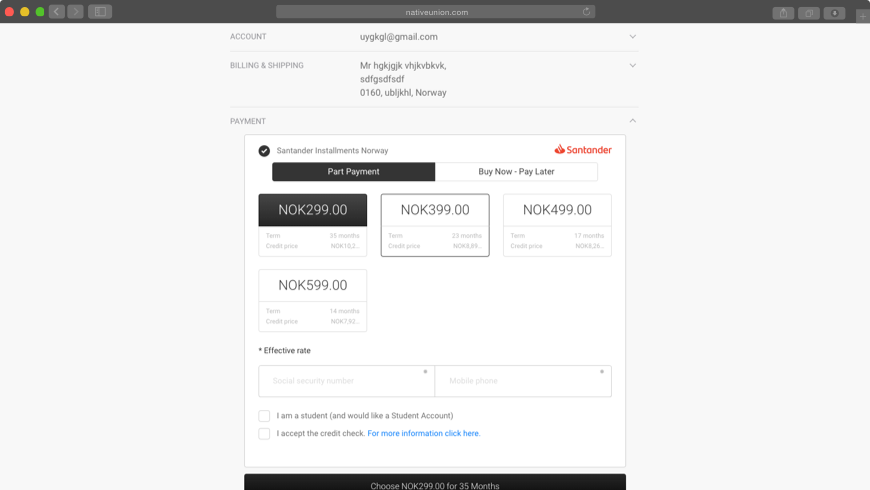 nativeunion.com
ACCOUNT uygkgl@gmail.com
BILLING & SHIPPING Mr hgkjgjk vhjkvbkvk,
sdfgsdfsdf
0160, ubljkhl, Norway
PAYMENT
Santander Installments Norway Santander
Part Payment Buy Now - Pay Later
NOK299.00 NOK399.00 NOK499.00
Term 35 months Term 23 months Term 17 months
Credit price NOK10,2... Credit price NOK8,89... Credit price NOK8,26...
NOK599.00
Term 14 months
Credit price NOK7,92...
* Effective rate
Social security number * Mobile phone *
I am a student (and would like a Student Account)
I accept the credit check. For more information click here.
Choose NOK299.00 for 35 Months